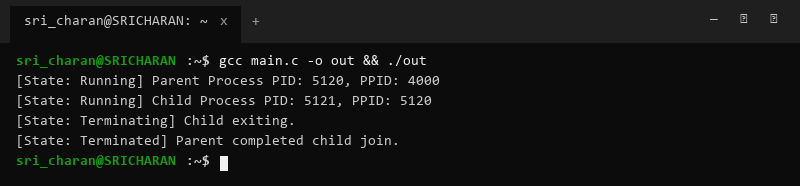 sri_charan@SRICHARAN: ~ x +
sri_charan@SRICHARAN :~$ gcc main.c -o out && ./out
[State: Running] Parent Process PID: 5120, PPID: 4000
[State: Running] Child Process PID: 5121, PPID: 5120
[State: Terminating] Child exiting.
[State: Terminated] Parent completed child join.
sri_charan@SRICHARAN :~$